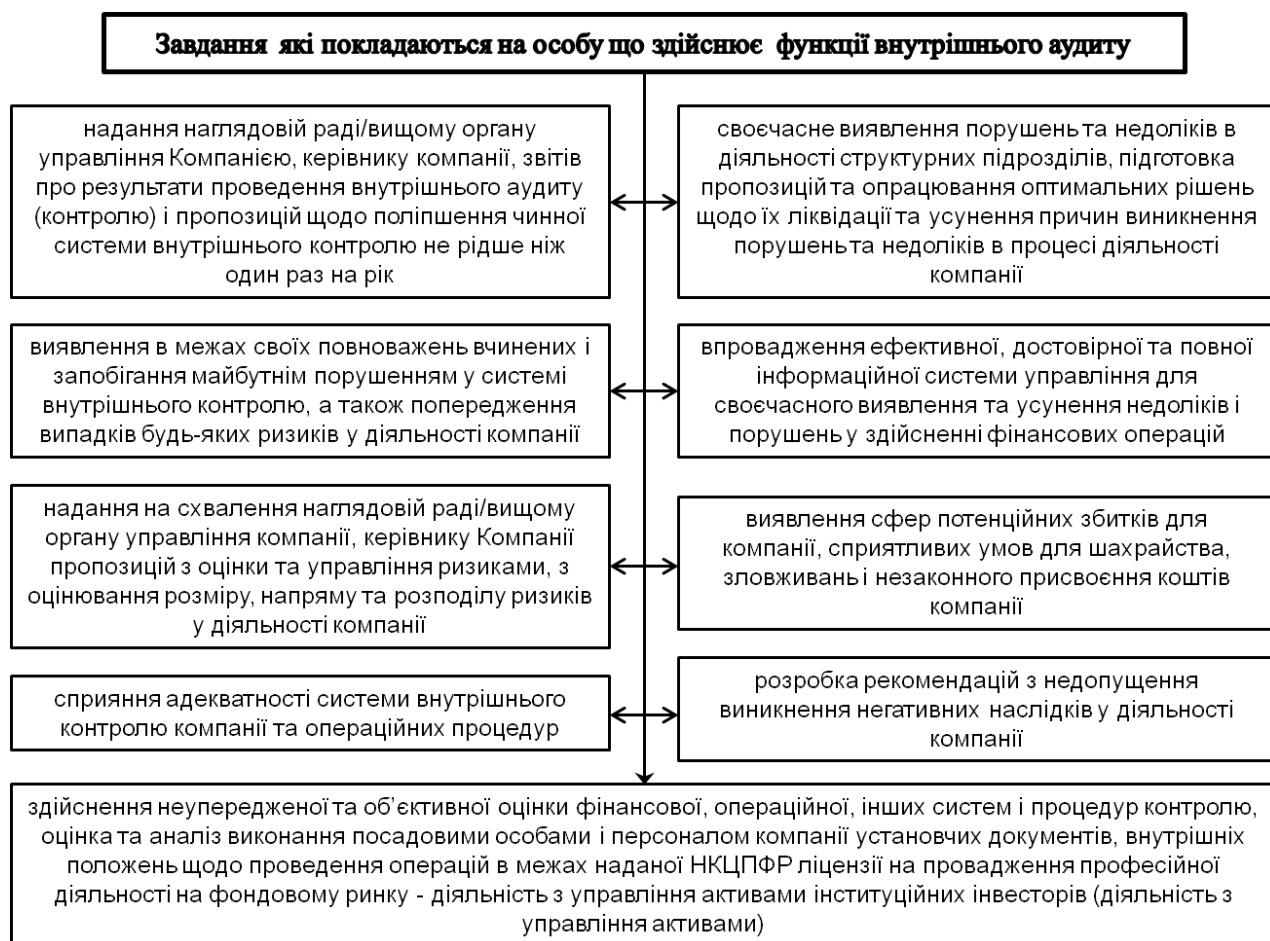 Завдання які покладаються на особу що здійснює функції внутрішнього аудиту
надання наглядовій раді/вищому органу
управління Компанією, керівнику компанії, звітів
про результати проведення внутрішнього аудиту
(контролю) і пропозицій щодо поліпшення чинної
системи внутрішнього контролю не рідше ніж
один раз на рік
своєчасне виявлення порушень та недоліків в
діяльності структурних підрозділів, підготовка
пропозицій та опрацювання оптимальних рішень
щодо їх ліквідації та усунення причин виникнення
порушень та недоліків в процесі діяльності
компанії
виявлення в межах своїх повноважень вчинених і
запобігання майбутнім порушенням у системі
внутрішнього контролю, а також попередження
випадків будь-яких ризиків у діяльності компанії
впровадження ефективної, достовірної та повної
інформаційної системи управління для
своєчасного виявлення та усунення недоліків і
порушень у здійсненні фінансових операцій
надання на схвалення наглядовій раді/вищому
органу управління компанії, керівнику Компанії
пропозицій з оцінки та управління ризиками, з
оцінювання розміру, напряму та розподілу ризиків
у діяльності компанії
виявлення сфер потенційних збитків для
компанії, сприятливих умов для шахрайства,
зловживань і незаконного присвоєння коштів
компанії
сприяння адекватності системи внутрішнього
контролю компанії та операційних процедур
розробка рекомендацій з недопущення
виникнення негативних наслідків у діяльності
компанії
здійснення неупередженої та об’єктивної оцінки фінансової, операційної, інших систем і процедур контролю,
оцінка та аналіз виконання посадовими особами і персоналом компанії установчих документів, внутрішніх
положень щодо проведення операцій в межах наданої НКЦПФР ліцензії на провадження професійної
діяльності на фондовому ринку - діяльність з управління активами інституційних інвесторів (діяльність з
управління активами)